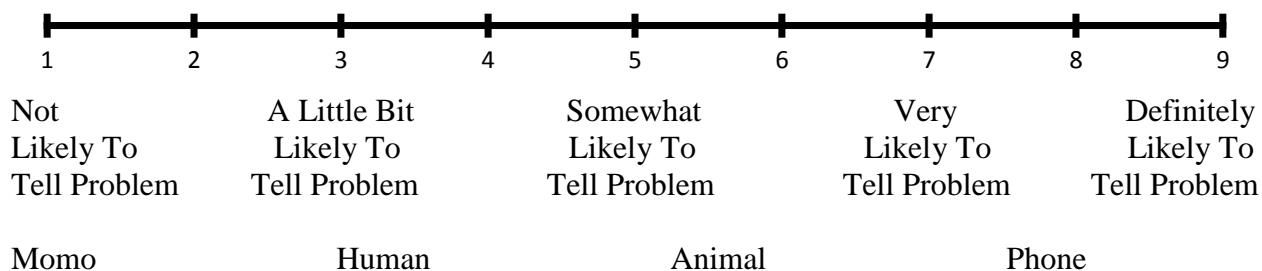 1 2 3 4 5 6 7 8 9
Not A Little Bit Somewhat Very Definitely
Likely To Likely To Likely To Likely To Likely To
Tell Problem Tell Problem Tell Problem Tell Problem Tell Problem
Momo Human Animal Phone